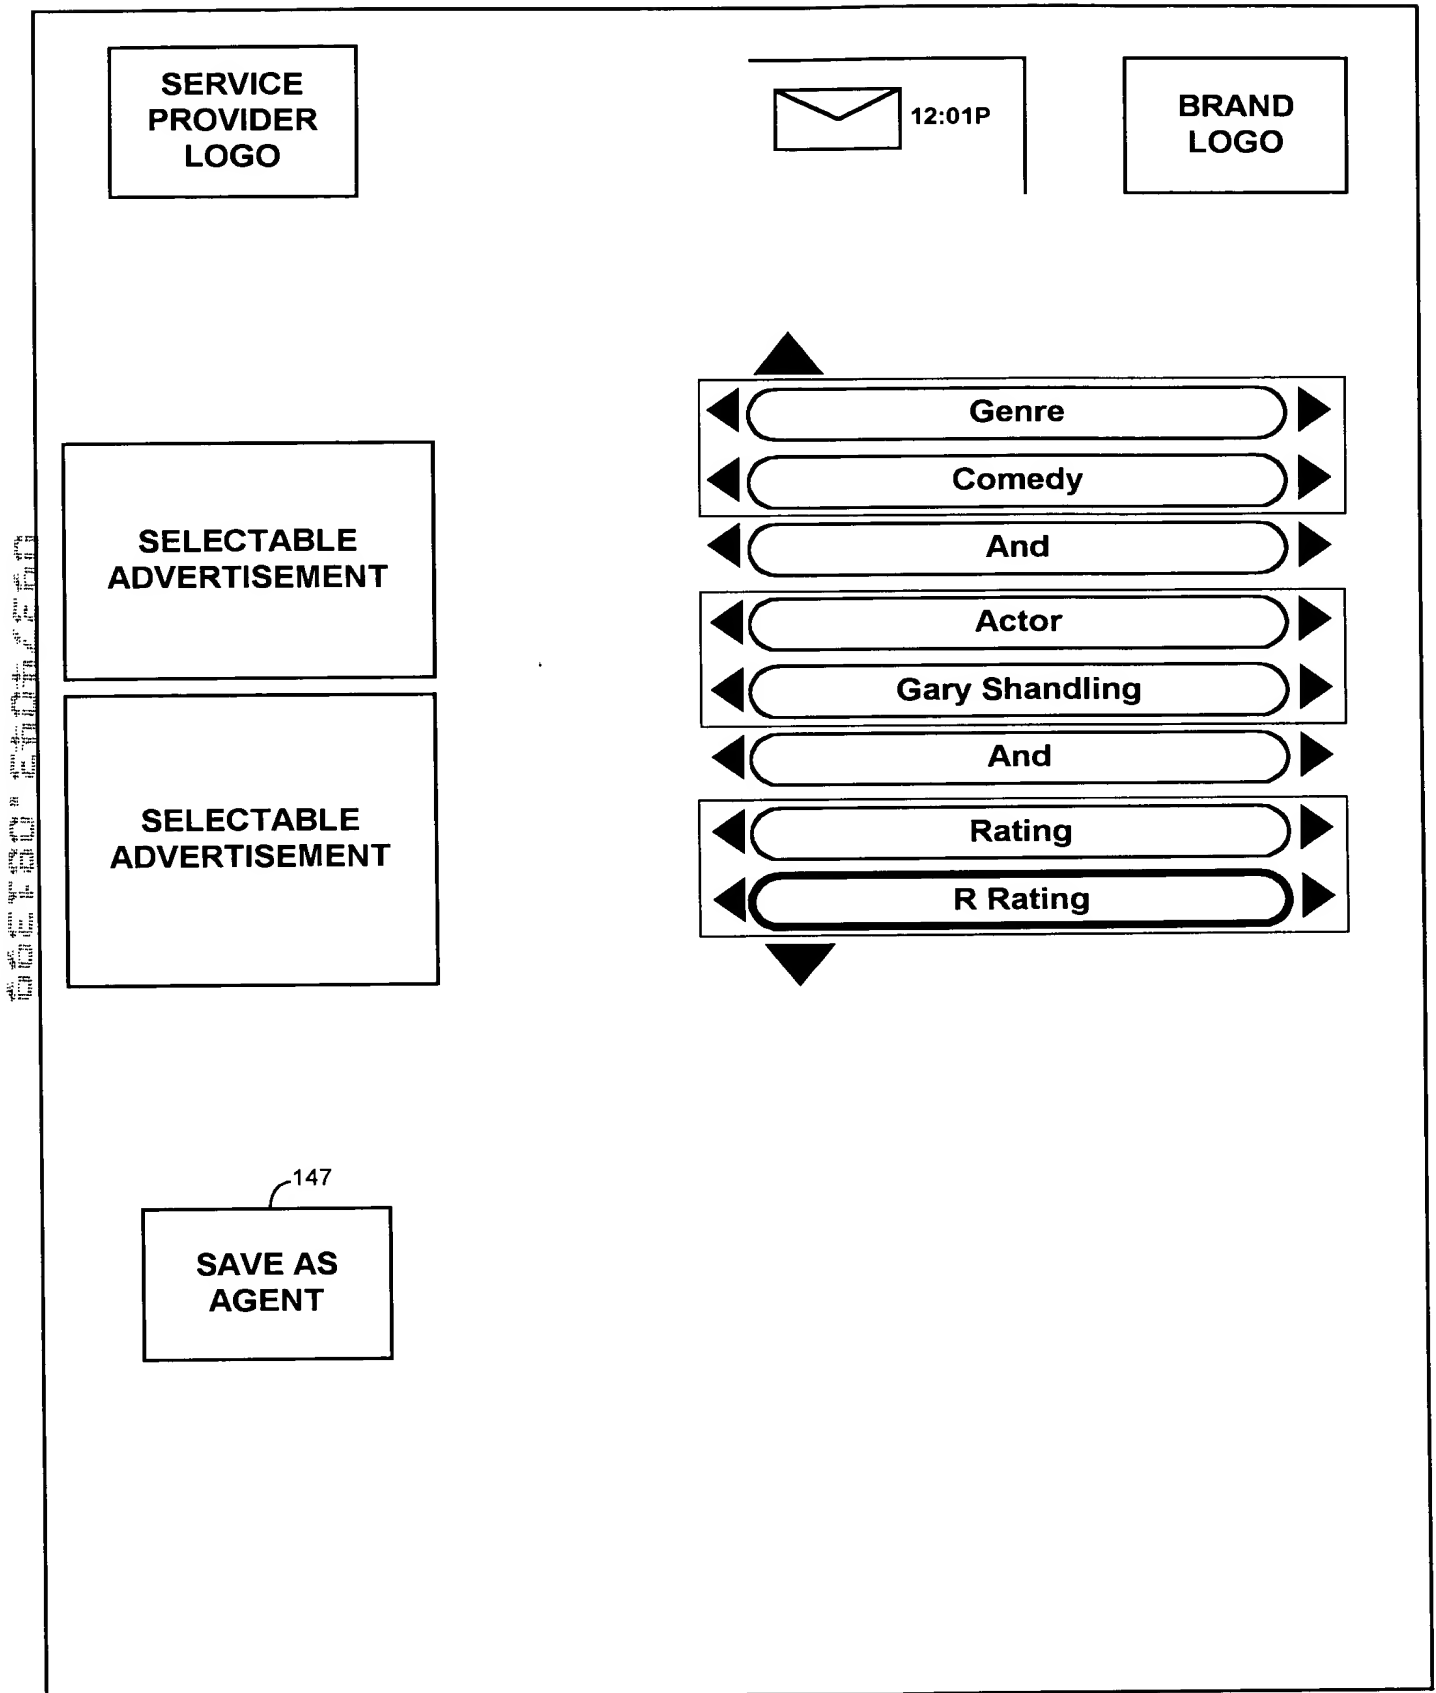 SERVICE
PROVIDER
LOGO
12:01P
BRAND
LOGO
Genre
Comedy
And
Actor
Gary Shandling
And
Rating
R Rating
SELECTABLE
ADVERTISEMENT
SELECTABLE
ADVERTISEMENT
147
SAVE AS
AGENT